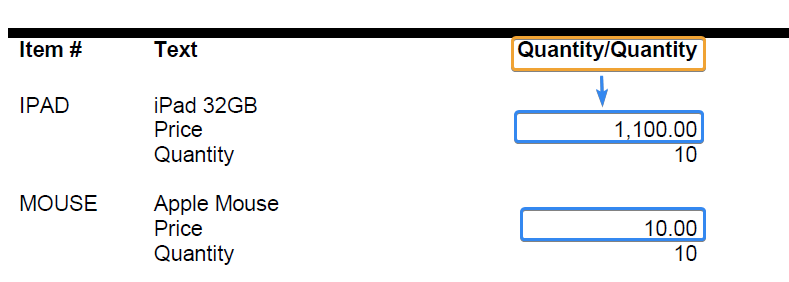 Item # Text Quantity/Quantity
IPAD iPad 32GB
Price 1,100.00
Quantity 10
MOUSE Apple Mouse
Price 10.00
Quantity 10